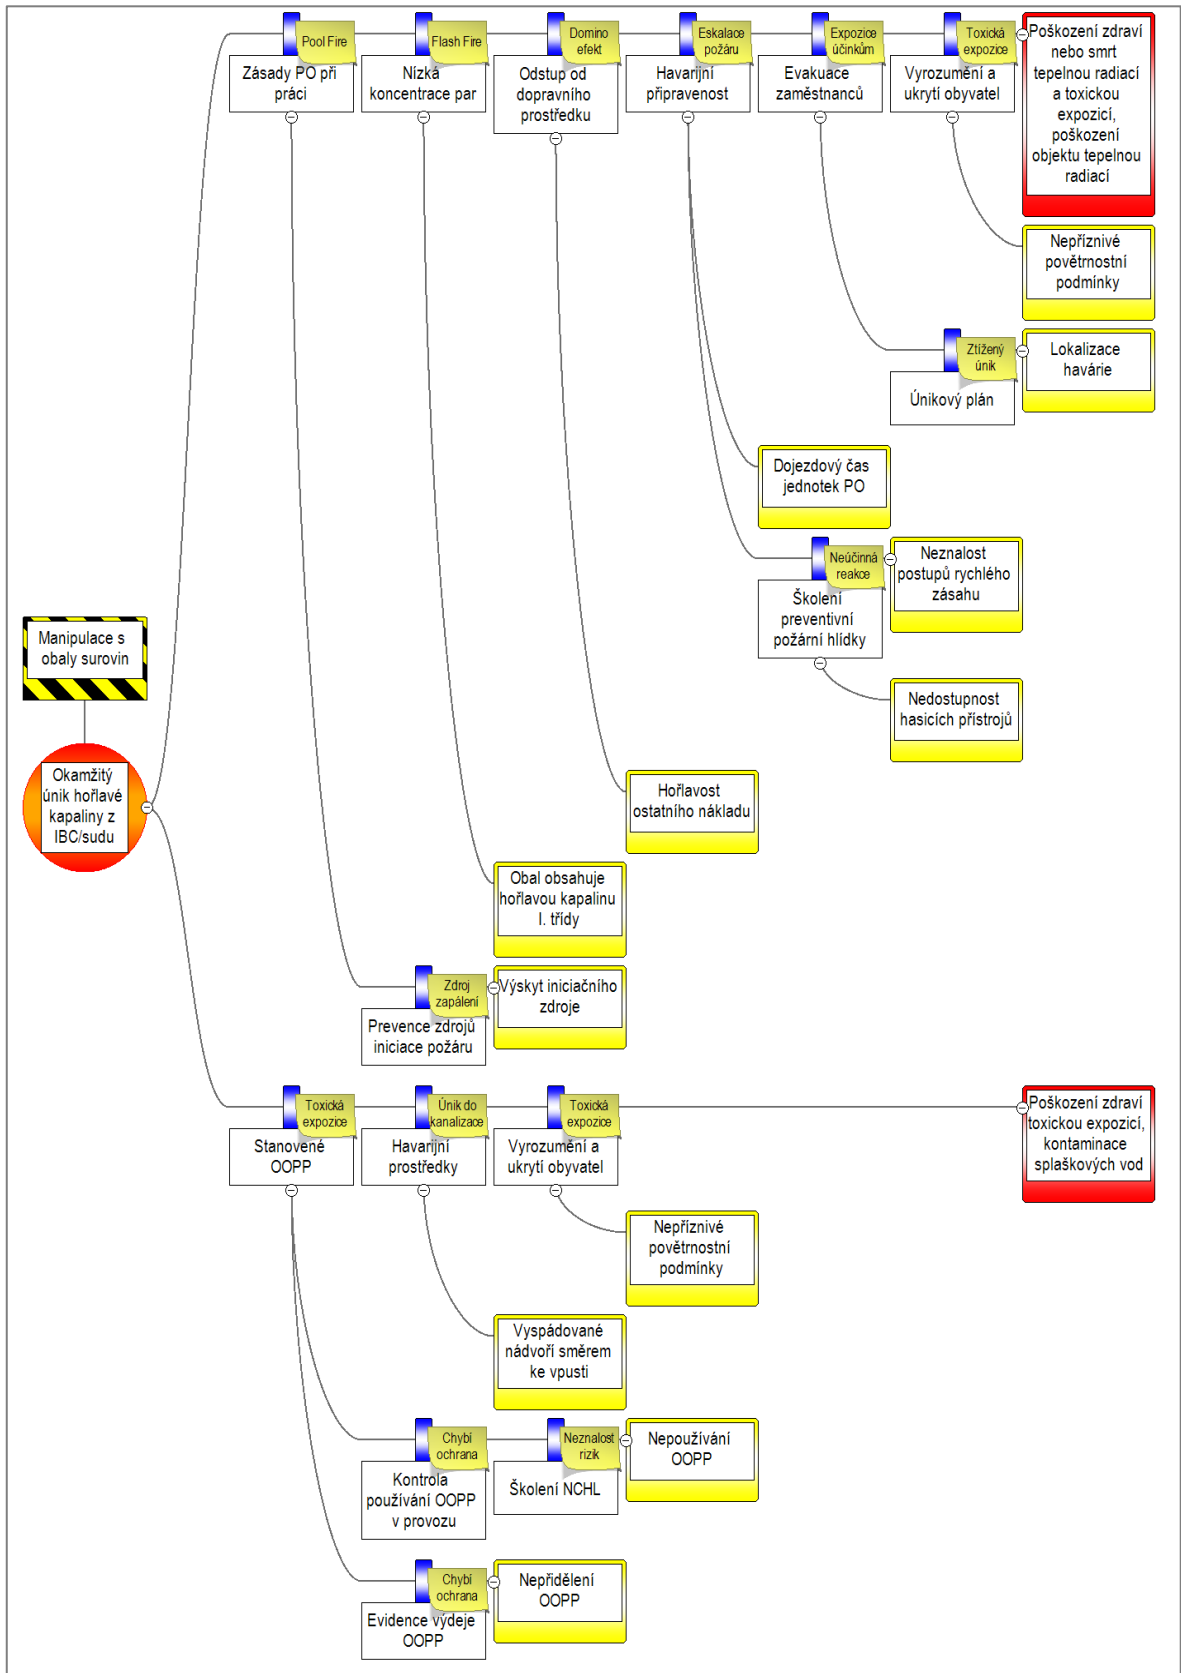 Pool Fire
Zásady PO při
práci
Flash Fire
Nízká
koncentrace par
Domino
efekt
Odstup od
dopravního
prostředku
Eskalace
požáru
Havarijní
připravenost
Expozice
účinkům
Evakuace
zaměstnanců
Toxická
expozice
Vyrozumění a
ukrytí obyvatel
Poškození zdraví
nebo smrt
tepelnou radiací
a toxickou
expozicí,
poškození
objektu tepelnou
radiací
Nepříznivé
povětrnostní
podmínky
Ztížený
únik
Únikový plán
Lokalizace
havárie
Dojezdový čas
jednotek PO
Neúčinná
reakce
Školení
preventivní
požární hlídky
Neznalost
postupů rychlého
zásahu
Nedostupnost
hasicích přístrojů
Manipulace s
obaly surovin
Okamžitý
únik hořlavé
kapaliny z
IBC/sudu
Hořlavost
ostatního nákladu
Obal obsahuje
hořlavou kapalinu
I. třídy
Zdroj
zapálení
Prevence zdrojů
iniciace požáru
Výskyt iniciačního
zdroje
Toxická
expozice
Stanovené
OOPP
Únik do
kanalizace
Havarijní
prostředky
Toxická
expozice
Vyrozumění a
ukrytí obyvatel
Poškození zdraví
toxickou expozicí,
kontaminace
splaškových vod
Nepříznivé
povětrnostní
podmínky
Vyspádované
nádvoří směrem
ke vpusti
Chybí
ochrana
Kontrola
používání OOPP
v provozu
Neznalost
rizik
Školení NCHL
Nepoužívání
OOPP
Chybí
ochrana
Evidence výdeje
OOPP
Nepřidělení
OOPP